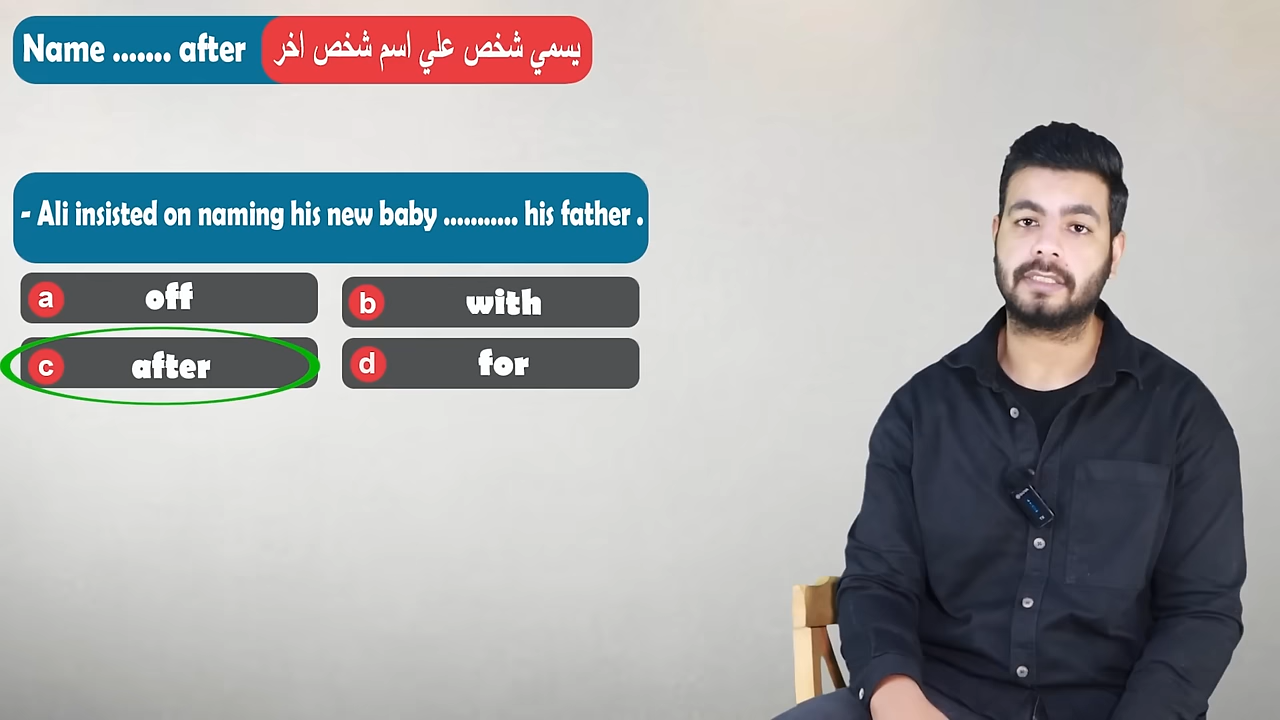 Name ....... after يسمي شخص علي اسم شخص اخر
- Ali insisted on naming his new baby ........... his father .
a off
b with
c after
d for